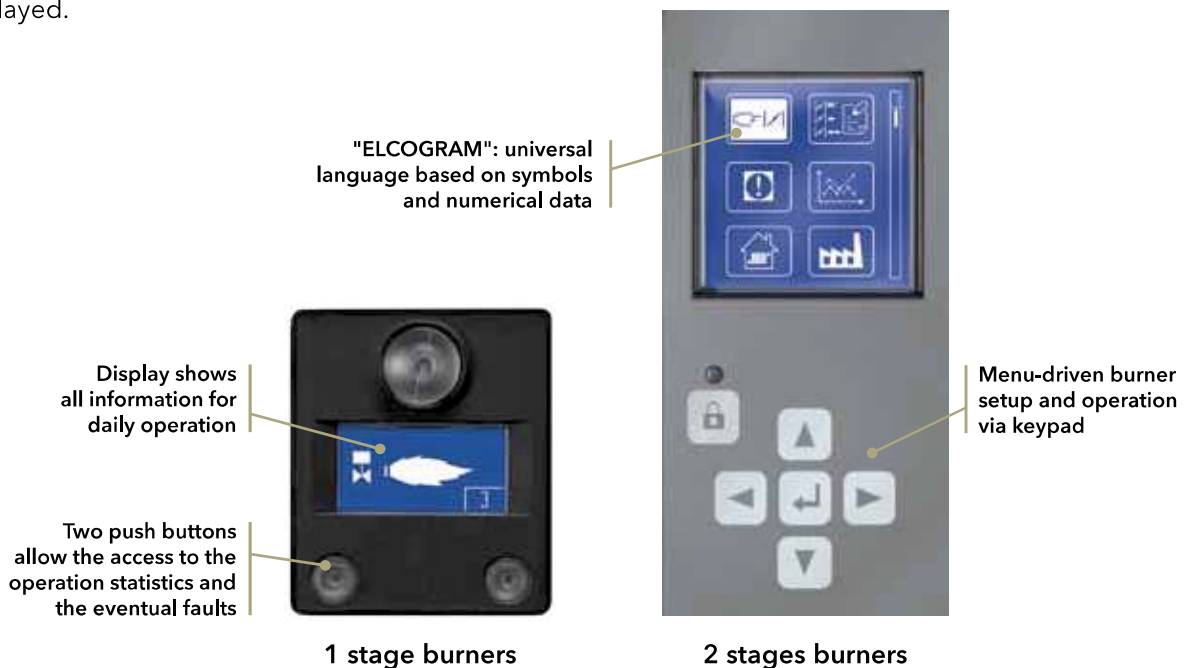 layed.
"ELCOGRAM": universal
language based on symbols
and numerical data
Display shows
all information for
daily operation
Menu-driven burner
setup and operation
via keypad
Two push buttons
allow the access to the
operation statistics and
the eventual faults
1 stage burners
2 stages burners